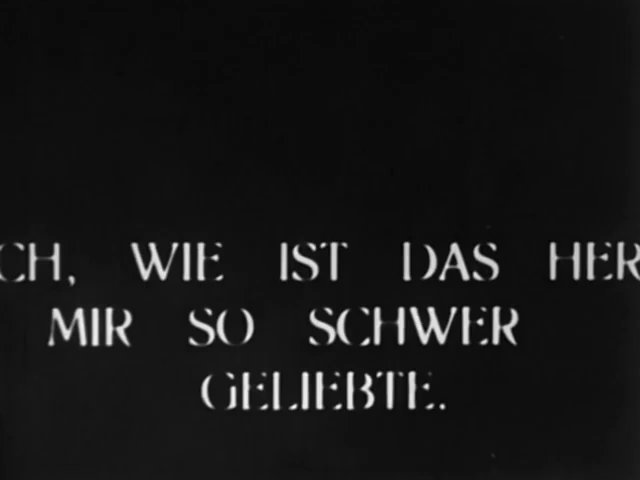 CH, WIE IST DAS HER
MIR SO SCHWER
GELIEBTE.